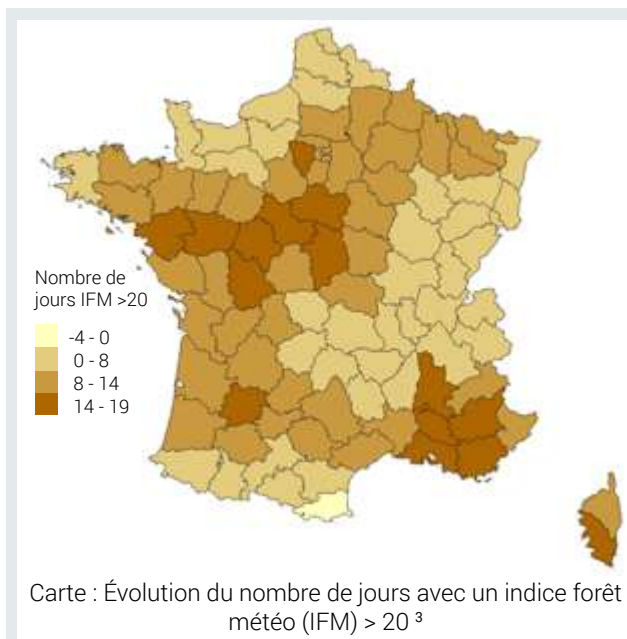 Nombre de
jours IFM >20
-4 - 0
0 - 8
8 - 14
14 - 19
Carte : Évolution du nombre de jours avec un indice forêt
météo (IFM) > 20 ³